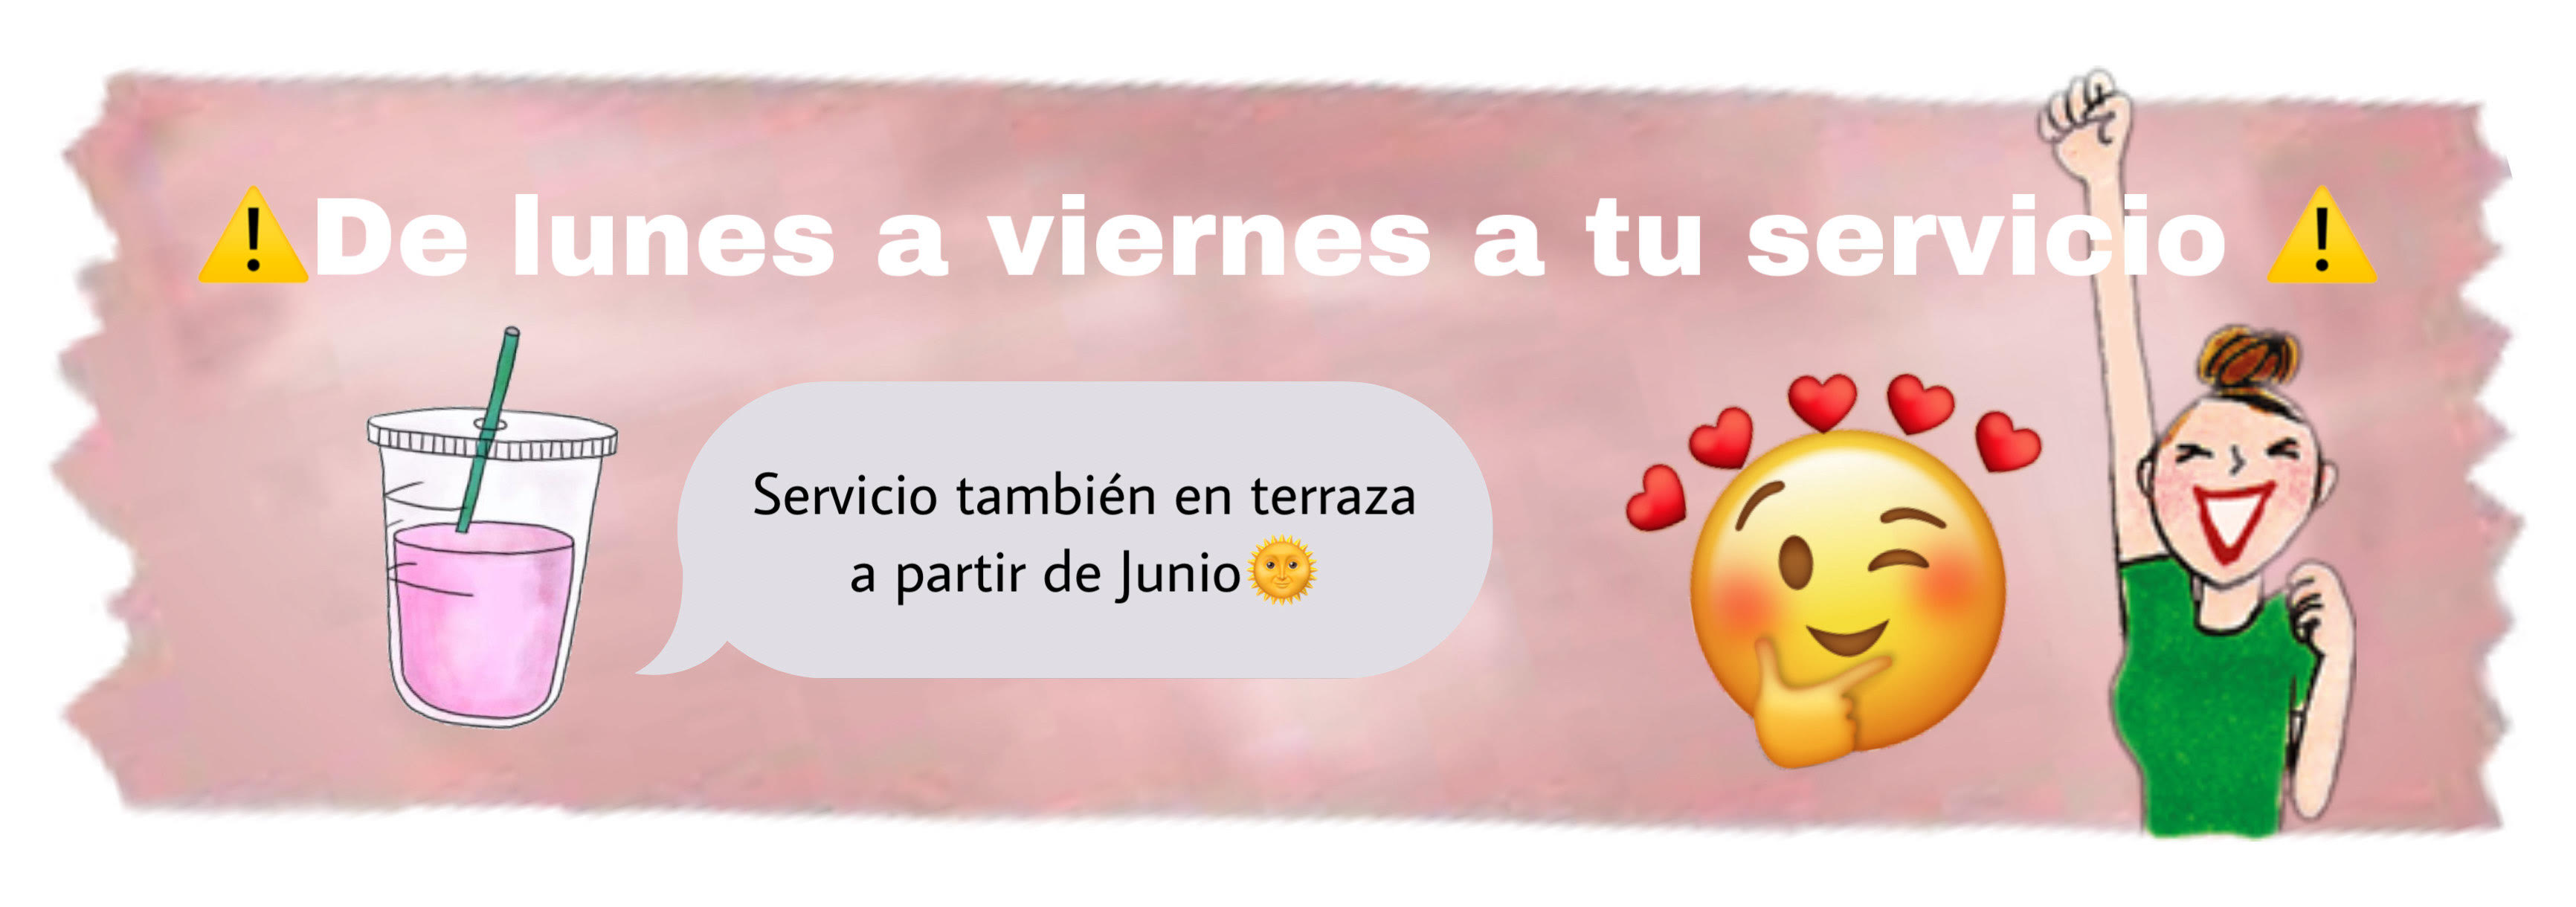 ⚠️De lunes a viernes a tu servicio ⚠️
Servicio también en terraza
a partir de Junio🌞